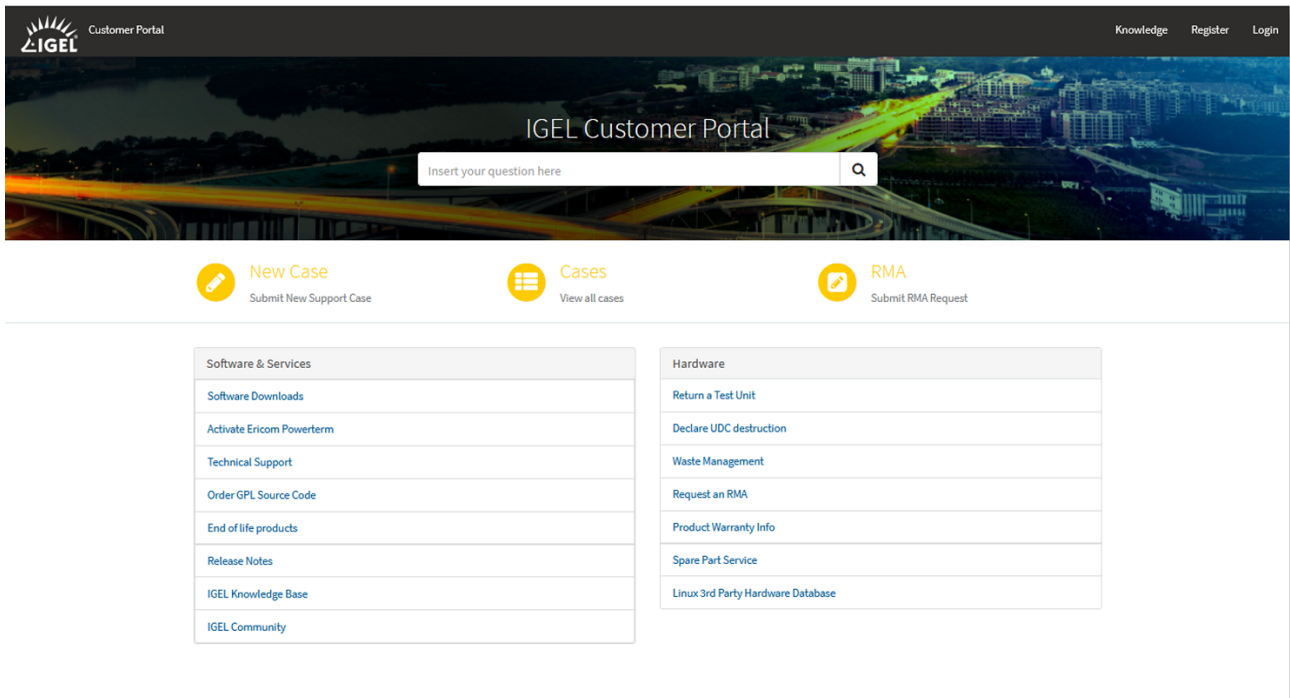 IGEL
Customer Portal
Knowledge
Register
Login
IGEL Customer Portal
Insert your question here
New Case
Submit New Support Case
Cases
View all cases
RMA
Submit RMA Request
Software & Services
Software Downloads
Activate Ericom Powerterm
Technical Support
Order GPL Source Code
End of life products
Release Notes
IGEL Knowledge Base
IGEL Community
Hardware
Return a Test Unit
Declare UDC destruction
Waste Management
Request an RMA
Product Warranty Info
Spare Part Service
Linux 3rd Party Hardware Database